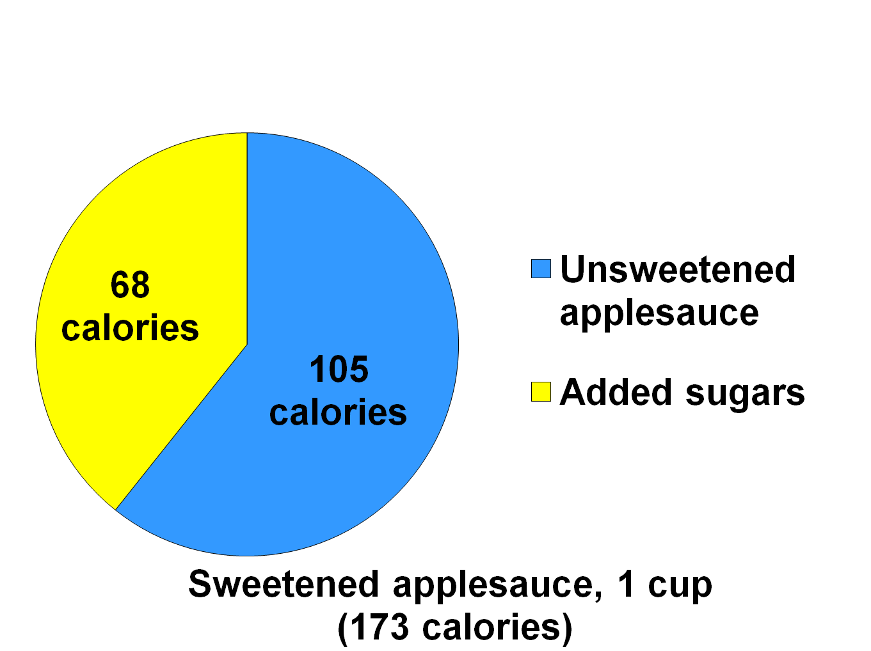 68
calories
105
calories
Unsweetened
applesauce
Added sugars
Sweetened applesauce, 1 cup
(173 calories)